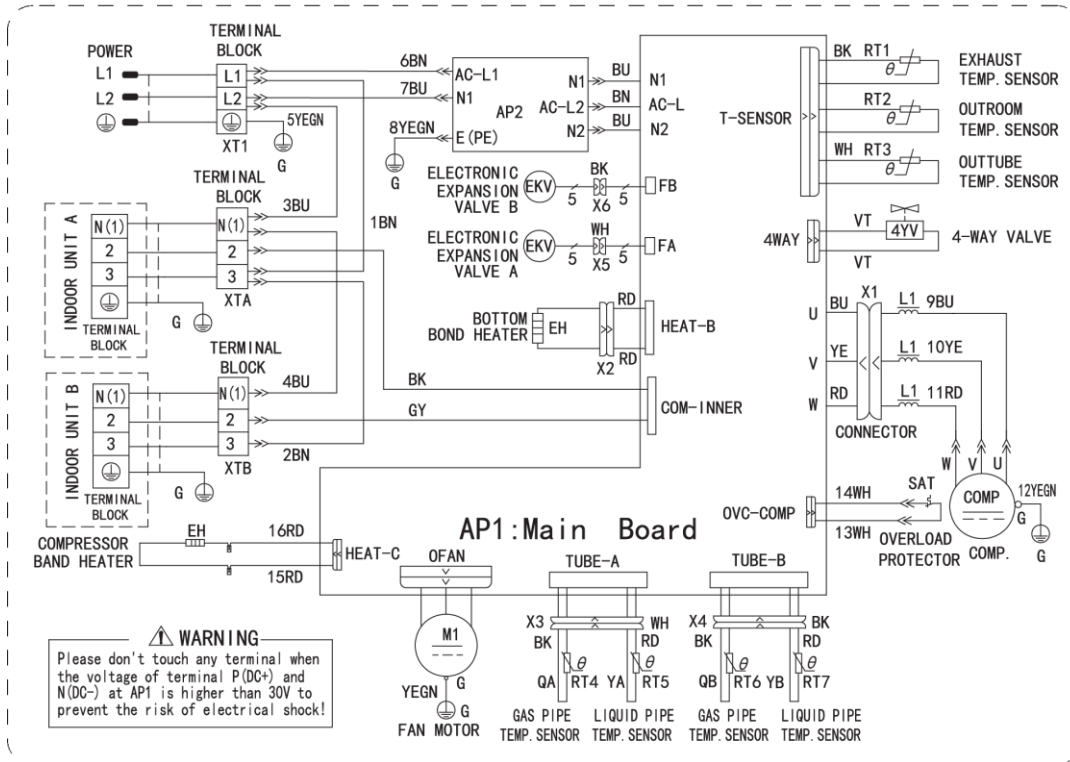 POWER
L1
L2
TERMINAL
BLOCK
L1
L2
XT1
6BN
7BU
5YEGN
G
8YEGN
G
AC-L1
N1
E(PE)
AP2
N1
AC-L2
N2
BU
BN
BU
N1
AC-L
N2
T-SENSOR
BK
RT1
θ
EXHAUST
TEMP. SENSOR
RT2
θ
OUTROOM
TEMP. SENSOR
WH
RT3
θ
OUTTUBE
TEMP. SENSOR
ELECTRONIC
EXPANSION
VALVE B
EKV
5
BK
X6
5
FB
ELECTRONIC
EXPANSION
VALVE A
EKV
5
WH
X5
5
FA
4WAY
VT
4YV
VT
4-WAY VALVE
INDOOR UNIT A
N(1)
2
3
TERMINAL
BLOCK
G
TERMINAL
BLOCK
N(1)
2
3
XTA
3BU
1BN
BOTTOM
BOND HEATER
EH
X2
RD
RD
HEAT-B
U
V
W
BU
YE
RD
X1
CONNECTOR
L1
9BU
L1
10YE
L1
11RD
INDOOR UNIT B
N(1)
2
3
TERMINAL
BLOCK
G
TERMINAL
BLOCK
N(1)
2
3
XTB
4BU
2BN
BK
GY
COM-INNER
W
V
U
COMP
COMP.
12YEGN
G
G
OVC-COMP
14WH
13WH
SAT
OVERLOAD
PROTECTOR
COMPRESSOR
BAND HEATER
EH
16RD
15RD
HEAT-C
AP1:Main Board
OFAN
M1
YEGN
G
G
FAN MOTOR
TUBE-A
X3
WH
BK
RD
θ
θ
QA
RT4
YA
RT5
GAS PIPE
TEMP. SENSOR
LIQUID PIPE
TEMP. SENSOR
TUBE-B
X4
BK
BK
RD
θ
θ
QB
RT6
YB
RT7
GAS PIPE
TEMP. SENSOR
LIQUID PIPE
TEMP. SENSOR
WARNING
Please don't touch any terminal when
the voltage of terminal P(DC+) and
N(DC-) at AP1 is higher than 30V to
prevent the risk of electrical shock!